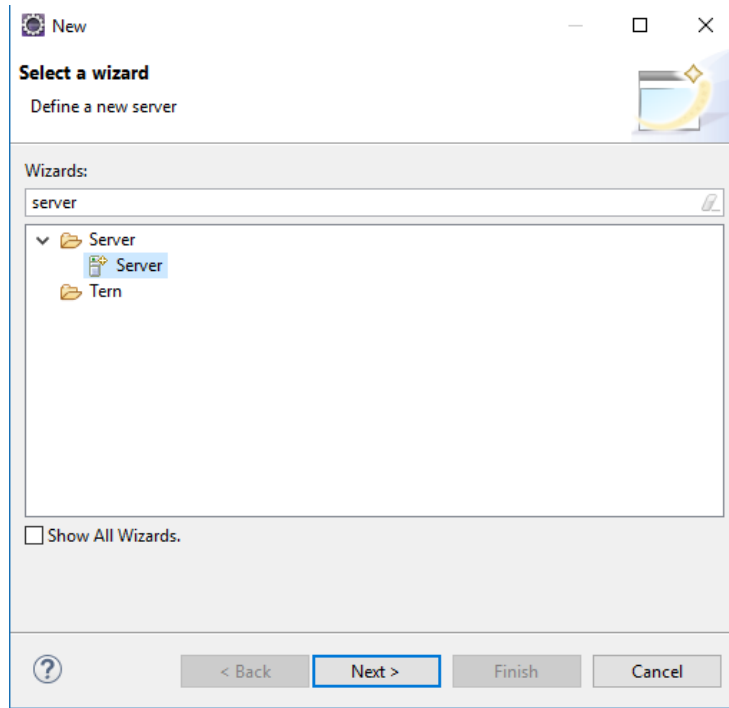 New
Select a wizard
Define a new server
Wizards:
server
Server
Server
Tern
Show All Wizards.
? < Back Next > Finish Cancel